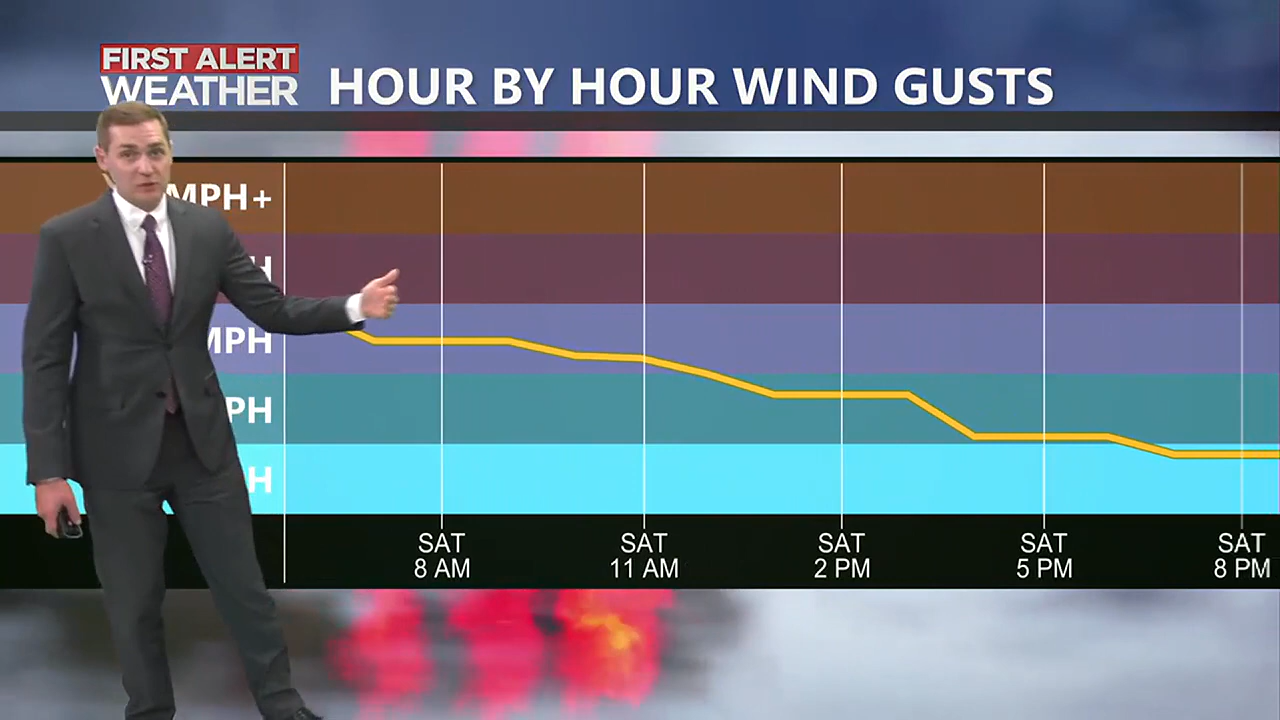 FIRST ALERT
WEATHER
HOUR BY HOUR WIND GUSTS
MPH+
MPH
SAT SAT SAT SAT SAT
8 AM 11 AM 2 PM 5 PM 8 PM